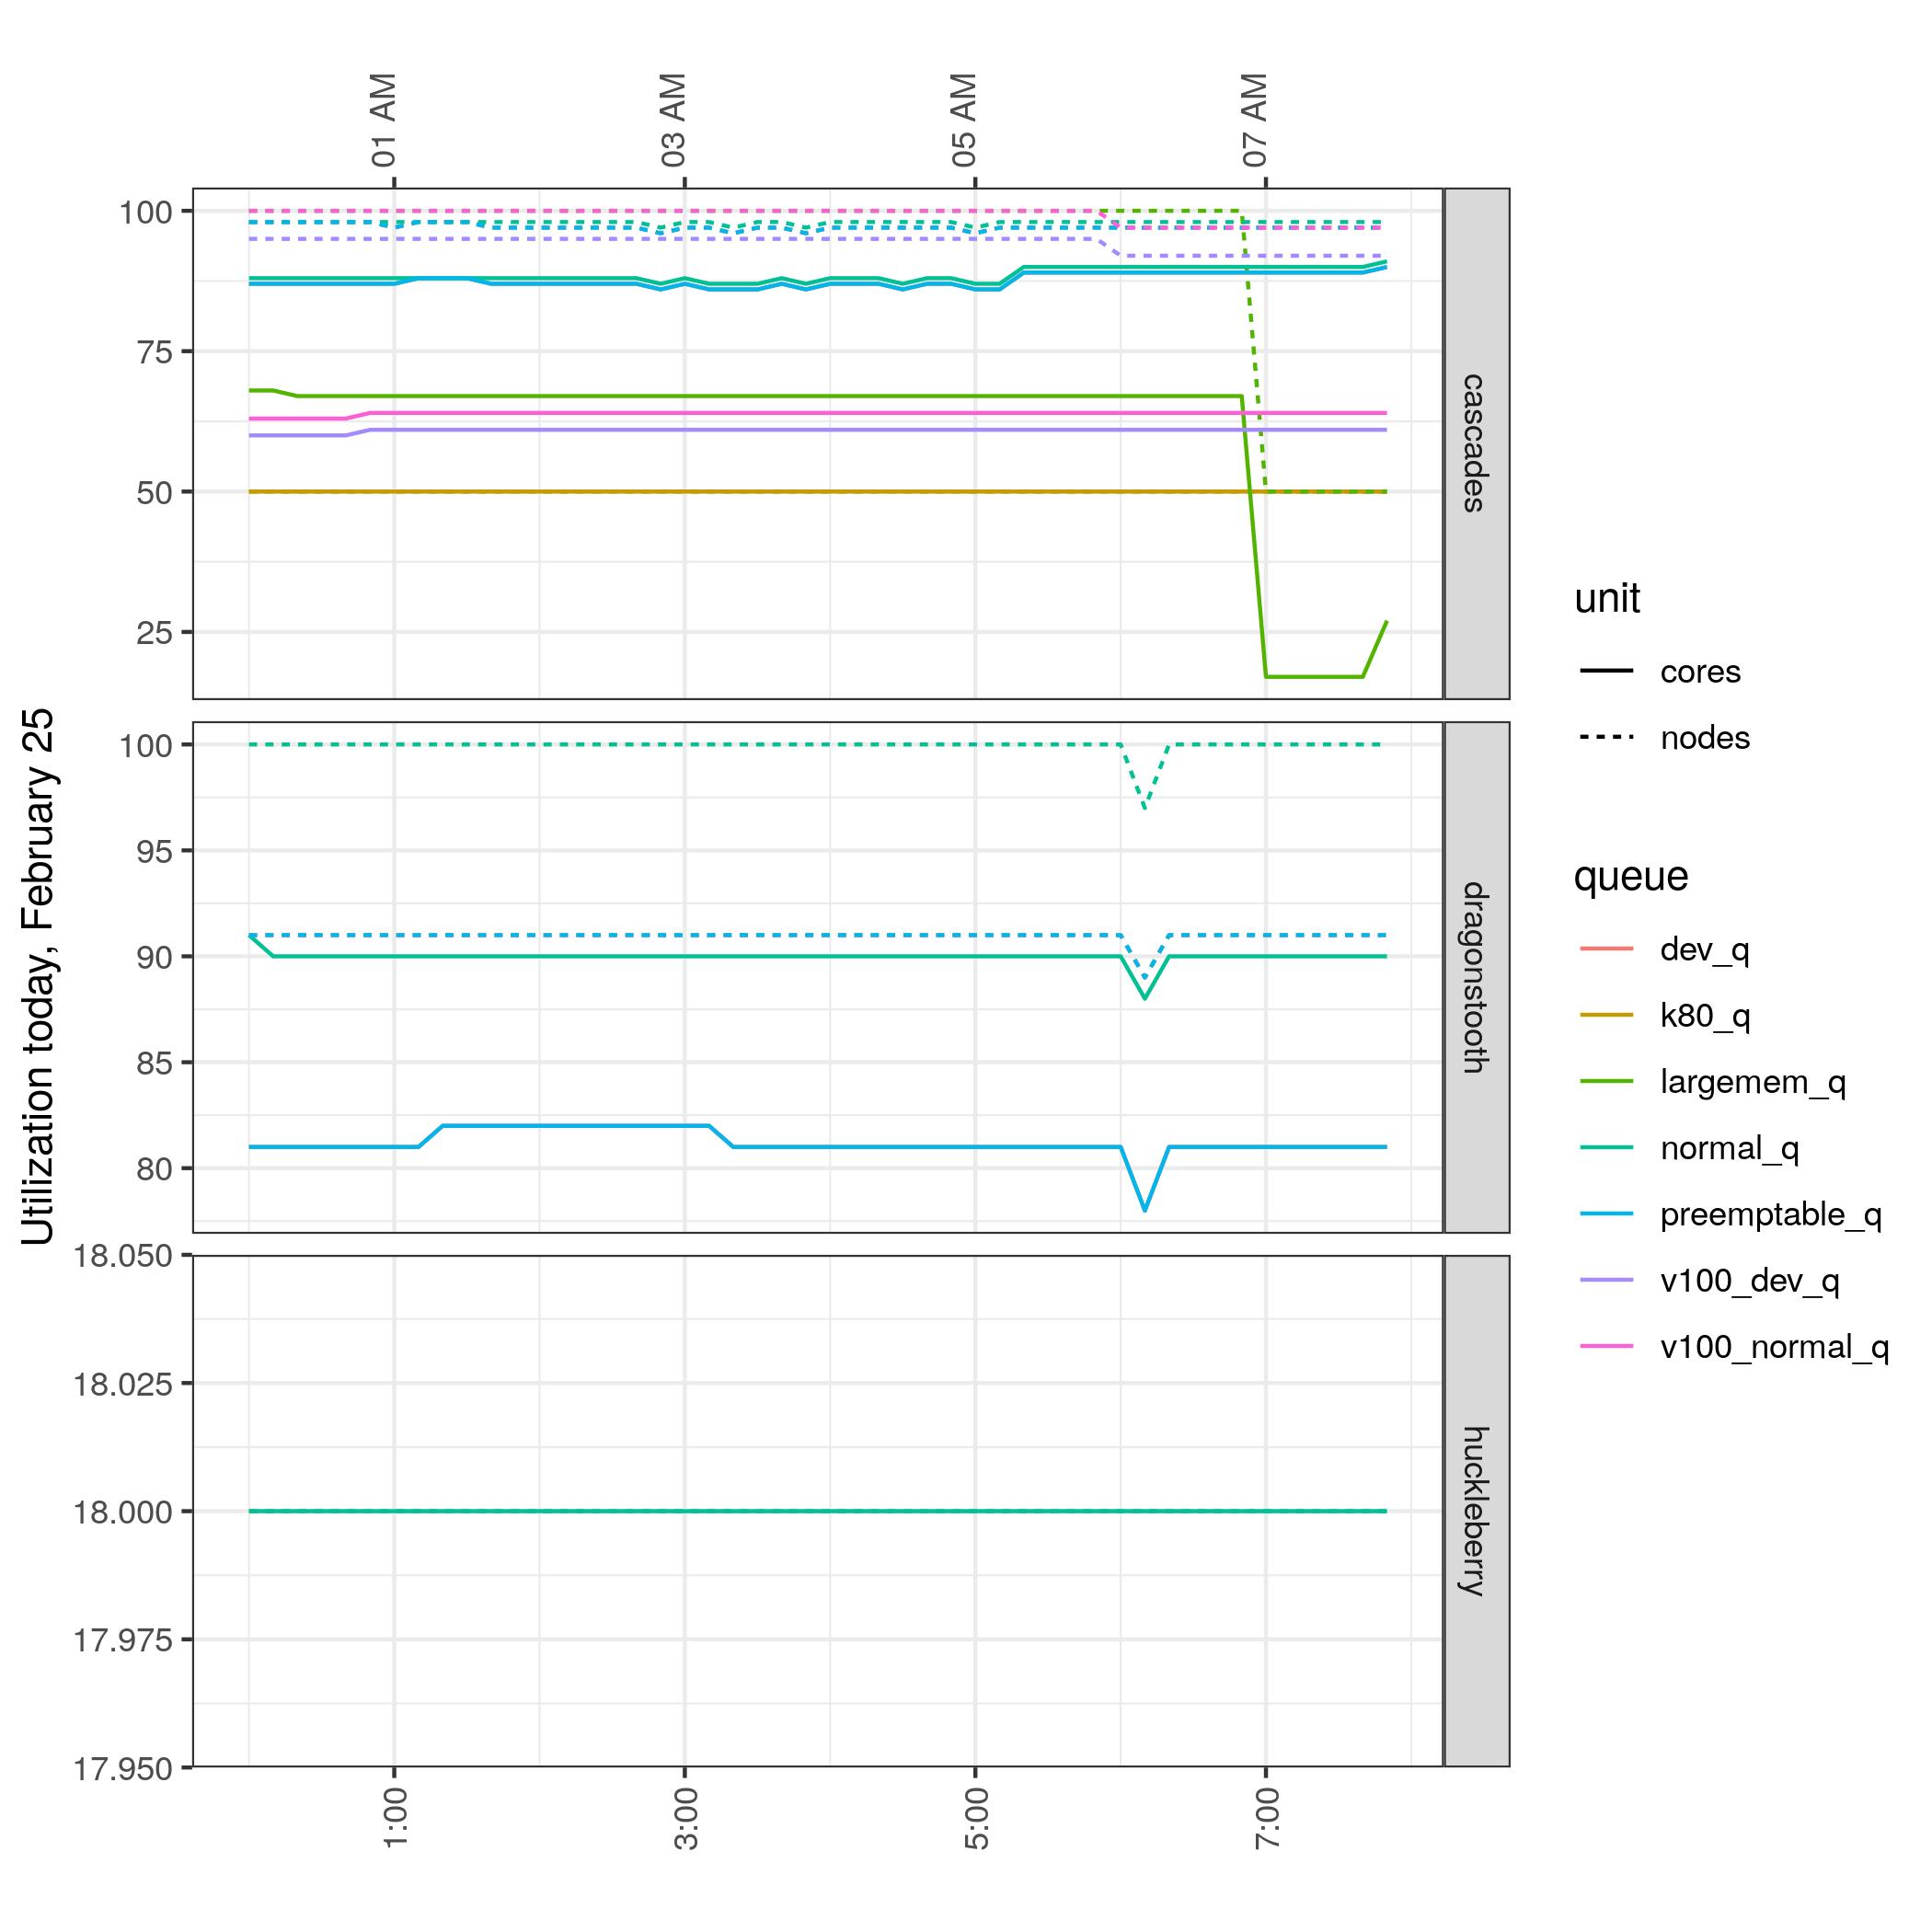 01 AM
03 AM
05 AM
07 AM
100
75
50
25
cascades
Utilization today, February 25
100
95
90
85
80
dragonstooth
18.050
18.025
18.000
17.975
17.950
huckleberry
1:00
3:00
5:00
7:00
unit
cores
nodes
queue
dev_q
k80_q
largemem_q
normal_q
preemptable_q
v100_dev_q
v100_normal_q